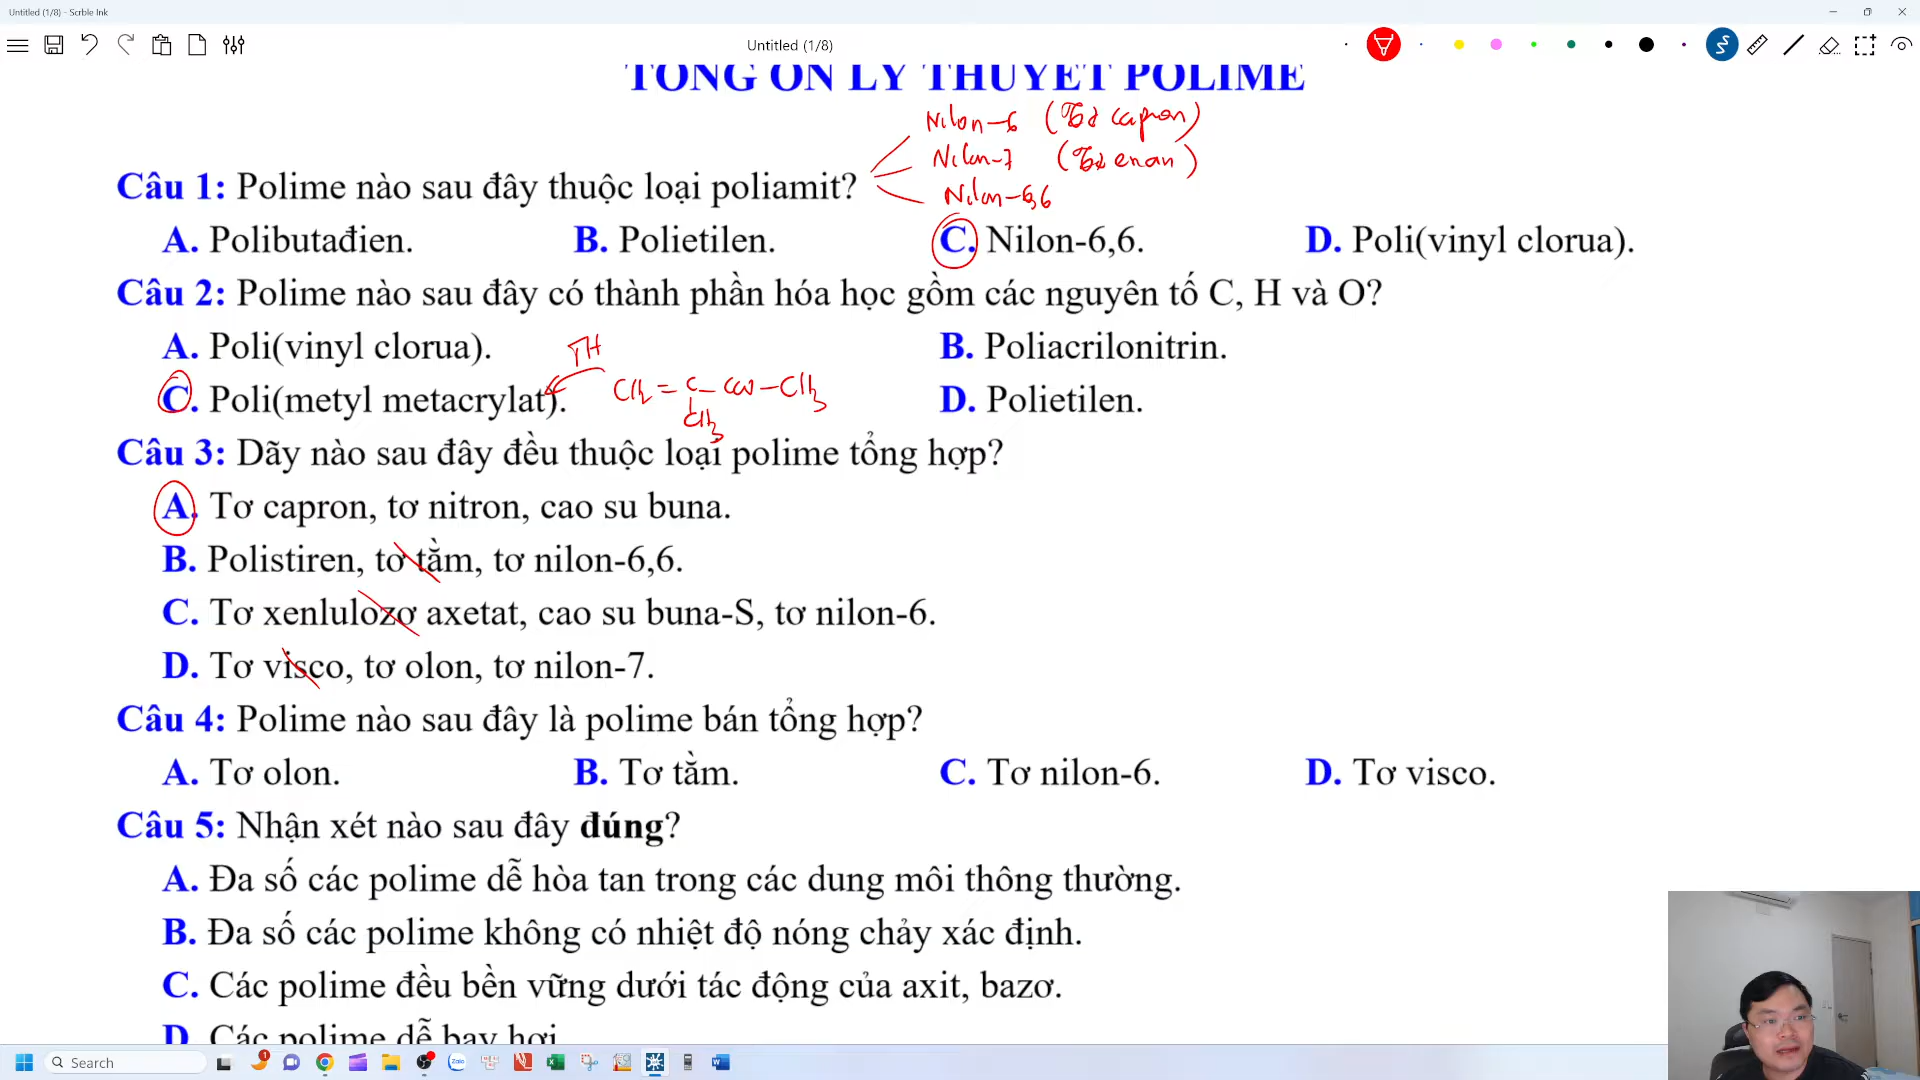 Untitled (1/8) - Scrble Ink
Untitled (1/8)
TỔNG ÔN LÝ THUYẾT POLIME
Nilon-6 (Tơ capron)
Nilon-7 (Tơ enan)
Câu 1: Polime nào sau đây thuộc loại poliamit?
Nilon-6,6
A. Polibutađien. B. Polietilen. C. Nilon-6,6. D. Poli(vinyl clorua).
Câu 2: Polime nào sau đây có thành phần hóa học gồm các nguyên tố C, H và O?
A. Poli(vinyl clorua). B. Poliacrilonitrin.
TH
C. Poli(metyl metacrylat). CH2 = C – COO – CH3 D. Polietilen.
CH3
Câu 3: Dãy nào sau đây đều thuộc loại polime tổng hợp?
A. Tơ capron, tơ nitron, cao su buna.
B. Polistiren, tơ tằm, tơ nilon-6,6.
C. Tơ xenlulozơ axetat, cao su buna-S, tơ nilon-6.
D. Tơ visco, tơ olon, tơ nilon-7.
Câu 4: Polime nào sau đây là polime bán tổng hợp?
A. Tơ olon. B. Tơ tằm. C. Tơ nilon-6. D. Tơ visco.
Câu 5: Nhận xét nào sau đây đúng?
A. Đa số các polime dễ hòa tan trong các dung môi thông thường.
B. Đa số các polime không có nhiệt độ nóng chảy xác định.
C. Các polime đều bền vững dưới tác động của axit, bazơ.
D. Các polime dễ bay hơi
Search
1
Zalo